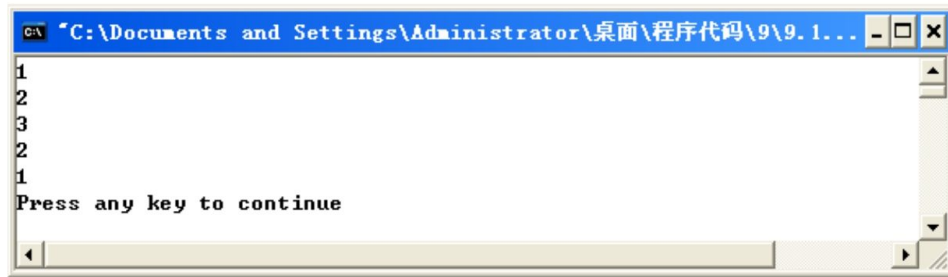 "C:\Documents and Settings\Administrator\桌面\程序代码\9\9.1...
1
2
3
2
1
Press any key to continue